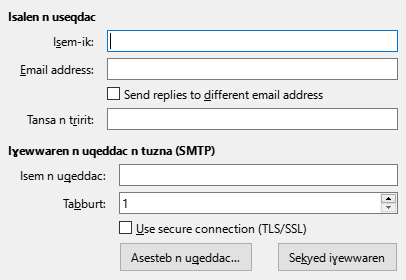 Isalen n useqdac
Isem-ik:
Email address:
Send replies to different email address
Tansa n tririt:
Iɣewwaren n uqeddac n tuzna (SMTP)
Isem n uqeddac:
Tabburt: 1
Use secure connection (TLS/SSL)
Asesteb n uqeddac... Sekyed iɣewwaren